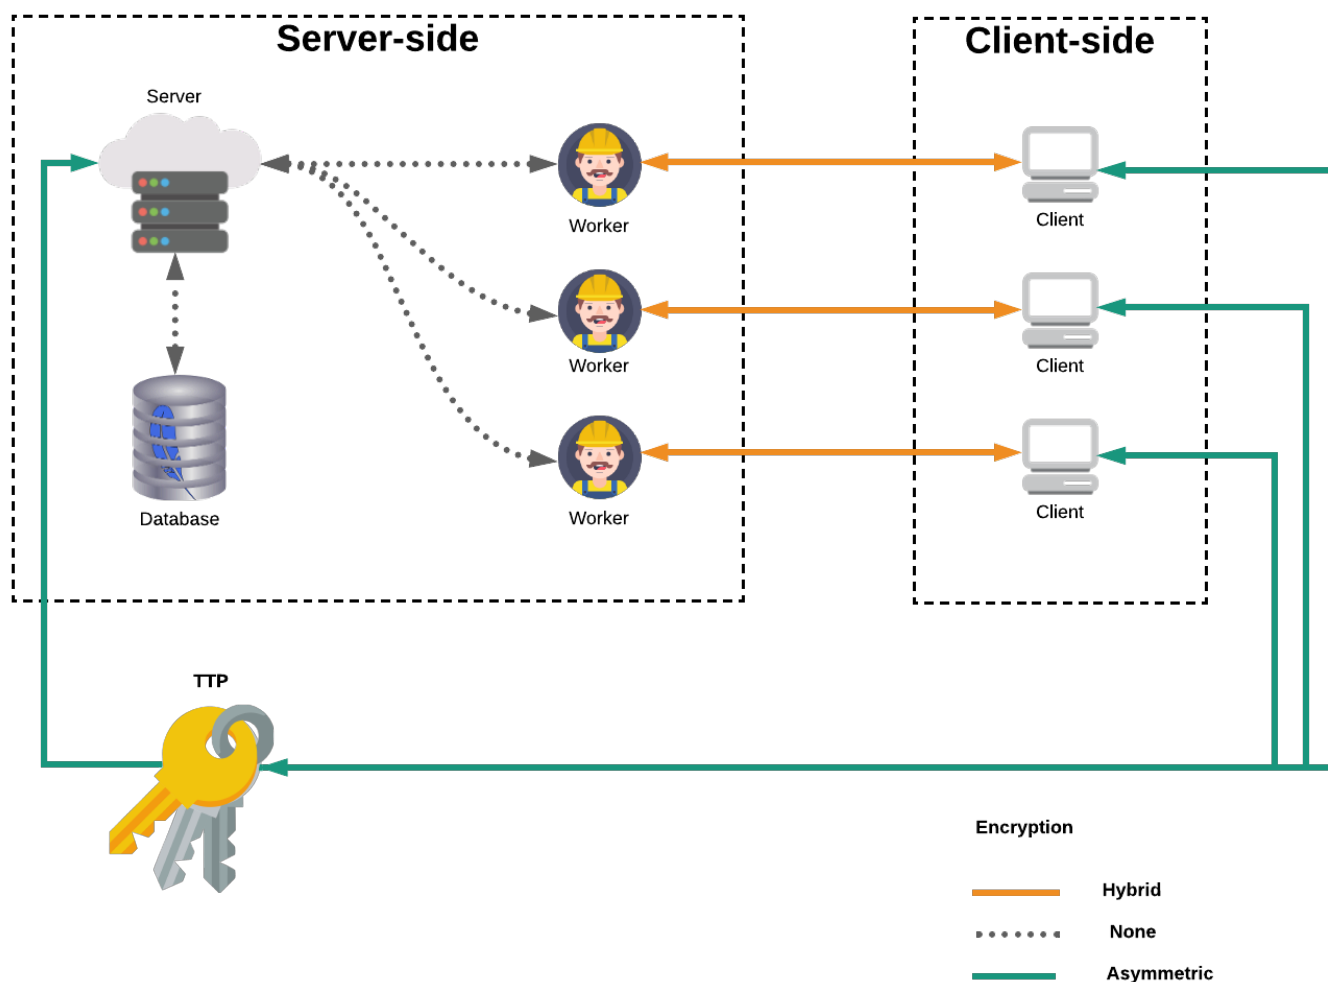 Server-side
Client-side
Server
Worker
Client
Worker
Client
Worker
Client
Database
TTP
Encryption
Hybrid
None
Asymmetric